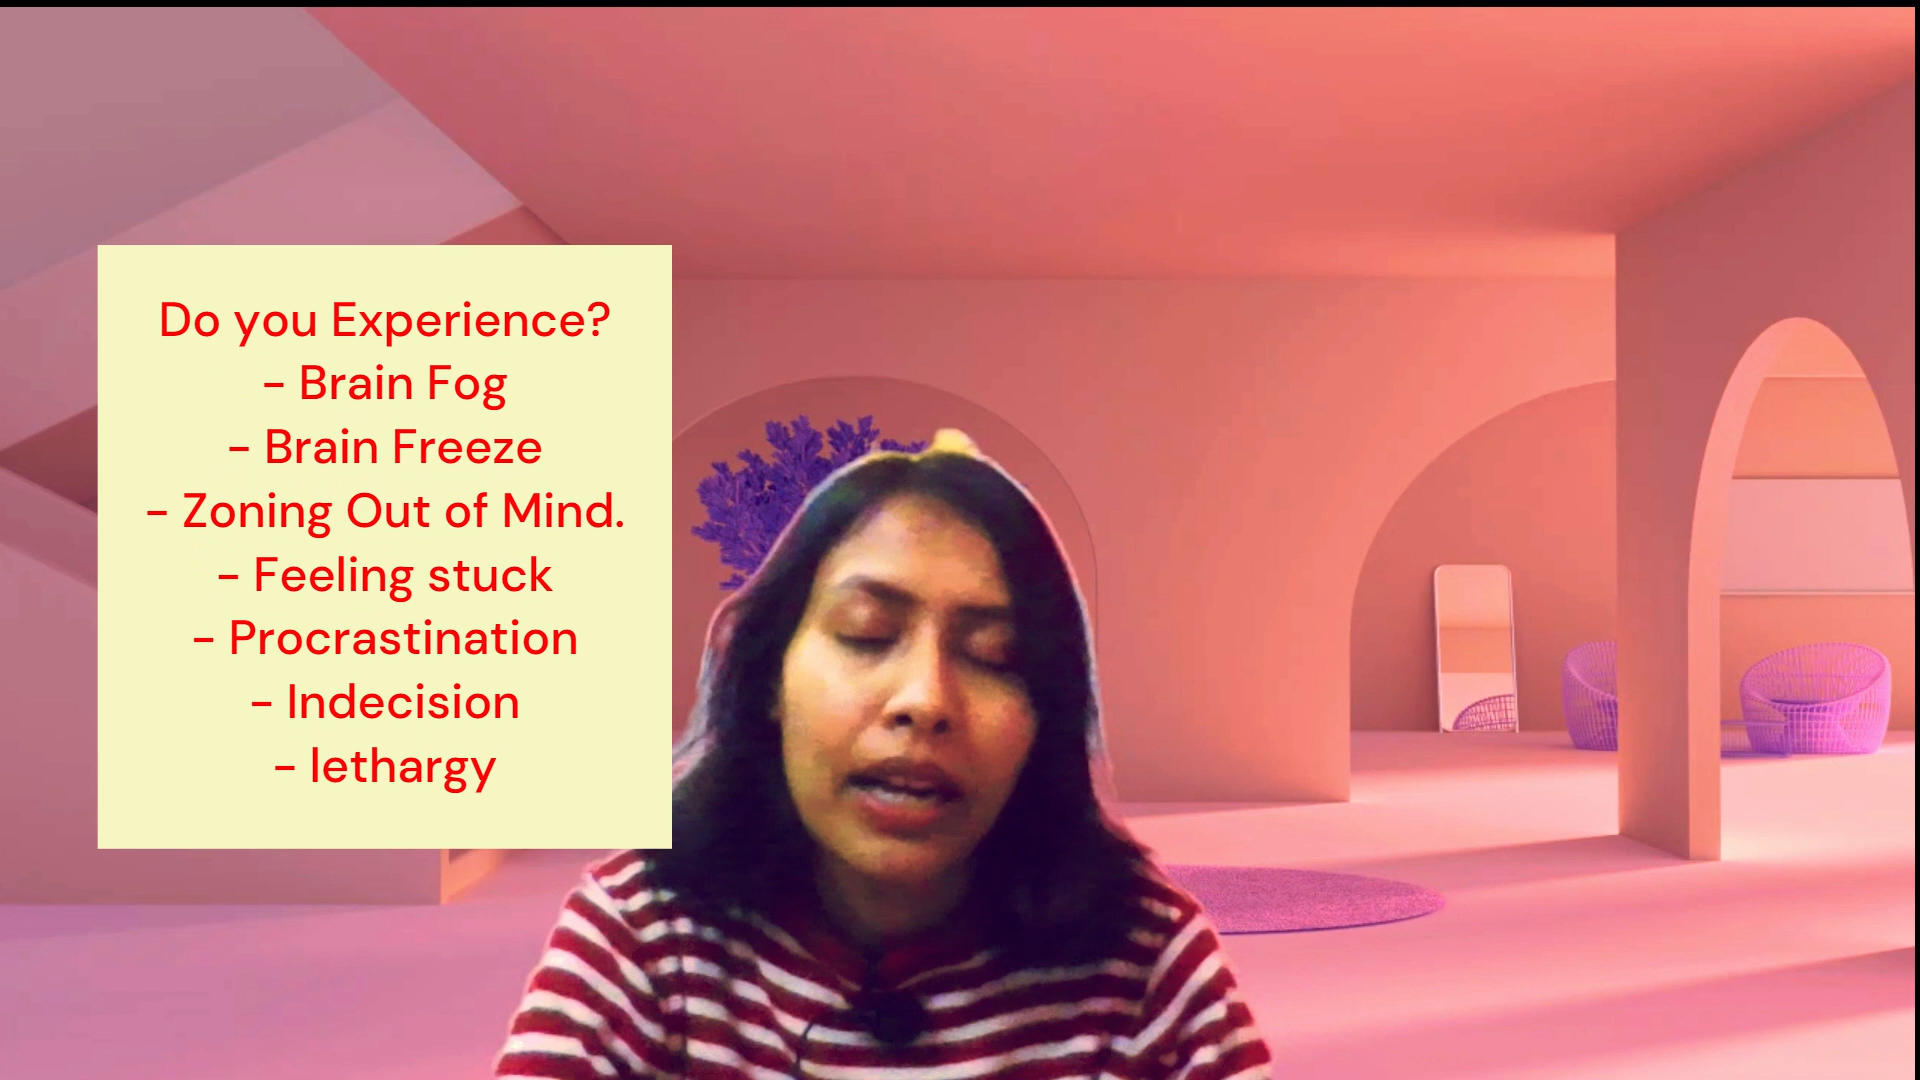 Do you Experience?
- Brain Fog
- Brain Freeze
- Zoning Out of Mind.
- Feeling stuck
- Procrastination
- Indecision
- lethargy